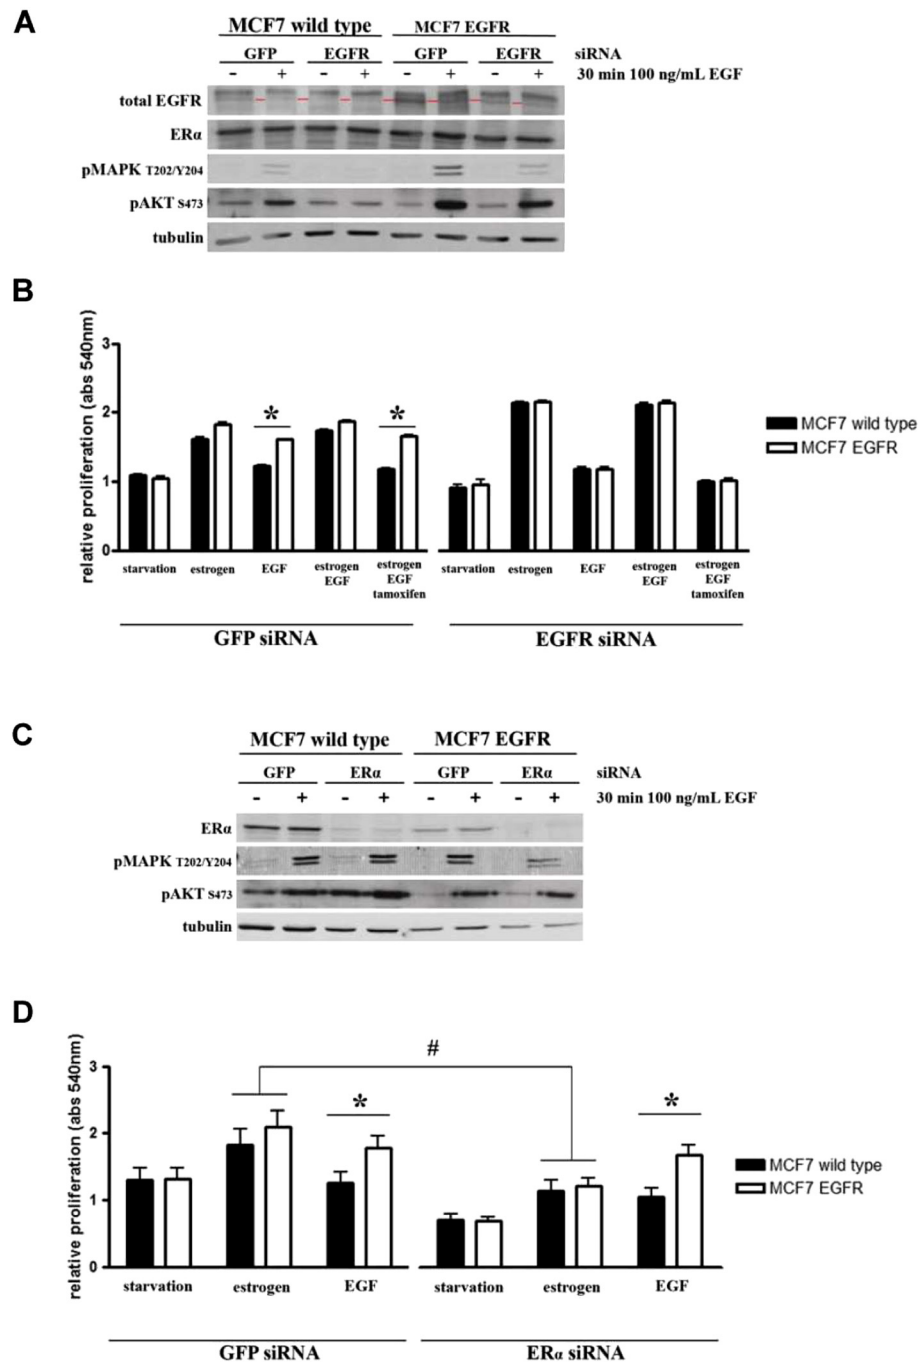 A
MCF7 wild type MCF7 EGFR
GFP EGFR GFP EGFR siRNA
- + - + - + - + 30 min 100 ng/mL EGF
total EGFR
ERα
pMAPK T202/Y204
pAKT S473
tubulin
B
relative proliferation (abs 540nm)
3
2
1
0
* *
MCF7 wild type
MCF7 EGFR
starvation estrogen EGF estrogen EGF estrogen EGF tamoxifen starvation estrogen EGF estrogen EGF estrogen EGF tamoxifen
GFP siRNA EGFR siRNA
C
MCF7 wild type MCF7 EGFR
GFP ERα GFP ERα siRNA
- + - + - + - + 30 min 100 ng/mL EGF
ERα
pMAPK T202/Y204
pAKT S473
tubulin
D
relative proliferation (abs 540nm)
3
2
1
0
#
* *
MCF7 wild type
MCF7 EGFR
starvation estrogen EGF starvation estrogen EGF
GFP siRNA ERα siRNA